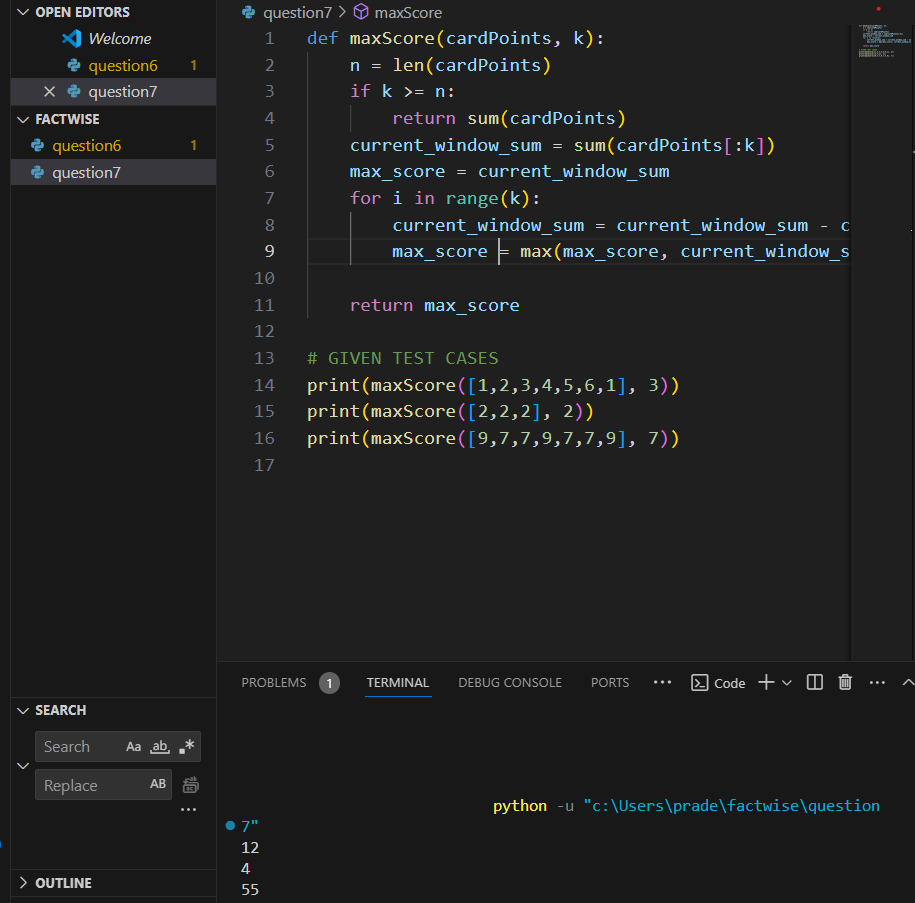 OPEN EDITORS
Welcome
question6 1
question7
FACTWISE
question6 1
question7
SEARCH
Search Aa ab .*
Replace AB
...
OUTLINE
question7 > maxScore
1 def maxScore(cardPoints, k):
2 n = len(cardPoints)
3 if k >= n:
4 return sum(cardPoints)
5 current_window_sum = sum(cardPoints[:k])
6 max_score = current_window_sum
7 for i in range(k):
8 current_window_sum = current_window_sum - c
9 max_score = max(max_score, current_window_s
10
11 return max_score
12
13 # GIVEN TEST CASES
14 print(maxScore([1,2,3,4,5,6,1], 3))
15 print(maxScore([2,2,2], 2))
16 print(maxScore([9,7,7,9,7,7,9], 7))
17
PROBLEMS 1 TERMINAL DEBUG CONSOLE PORTS ... Code
python -u "c:\Users\prade\factwise\question
7"
12
4
55